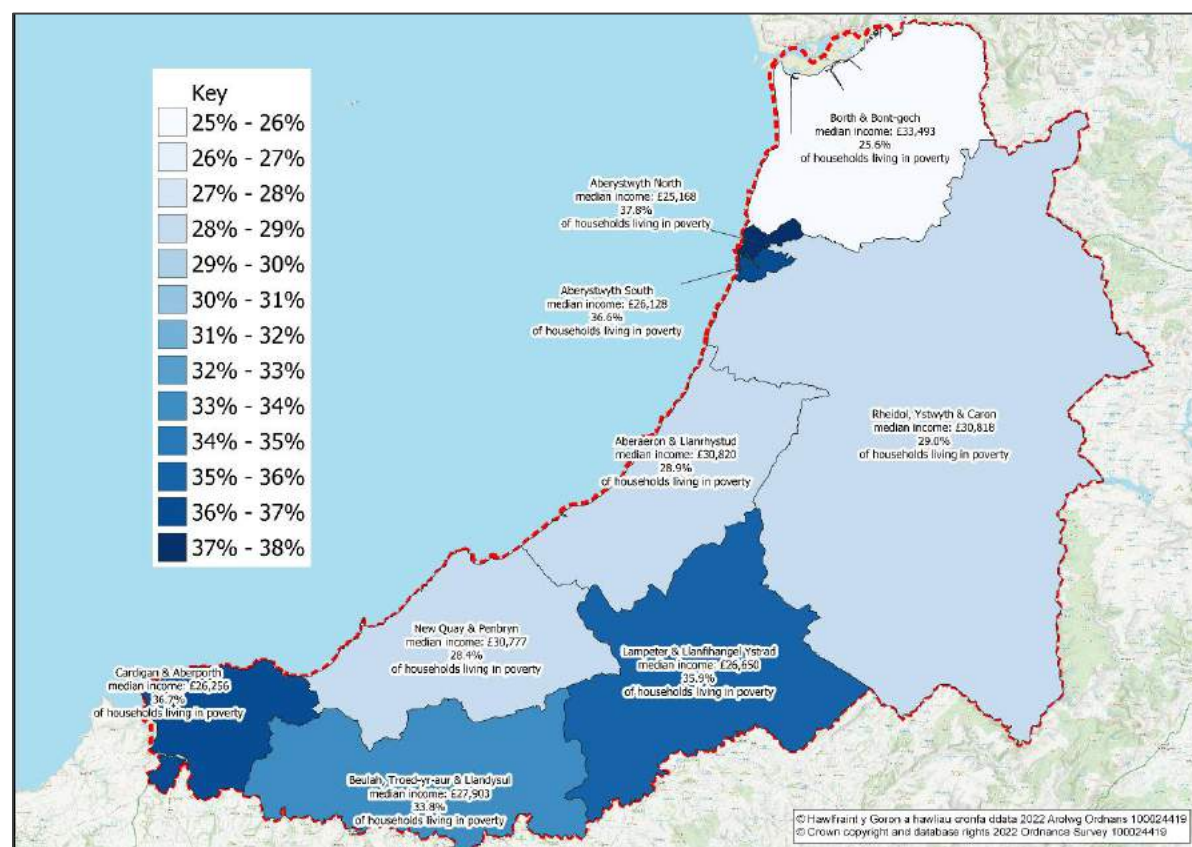 Key
25% - 26%
26% - 27%
27% - 28%
28% - 29%
29% - 30%
30% - 31%
31% - 32%
32% - 33%
33% - 34%
34% - 35%
35% - 36%
36% - 37%
37% - 38%
Borth & Bont-goch
median income: £33,493
25.6%
of households living in poverty
Aberystwyth North
median income: £25,168
37.8%
of households living in poverty
Aberystwyth South
median income: £26,128
36.6%
of households living in poverty
Rheidol, Ystwyth & Caron
median income: £30,818
29.0%
of households living in poverty
Aberaeron & Llanrhystud
median income: £30,820
28.9%
of households living in poverty
New Quay & Penbryn
median income: £30,777
28.4%
of households living in poverty
Lampeter & Llanfihangel Ystrad
median income: £26,650
35.9%
of households living in poverty
Cardigan & Aberporth
median income: £26,256
36.7%
of households living in poverty
Beulah, Troed-yr-aur & Llandysul
median income: £27,903
33.8%
of households living in poverty
© Hawlfraint y Goron a hawliau cronfa ddata 2022 Arolwg Ordnans 100024419
© Crown copyright and database rights 2022 Ordnance Survey 100024419